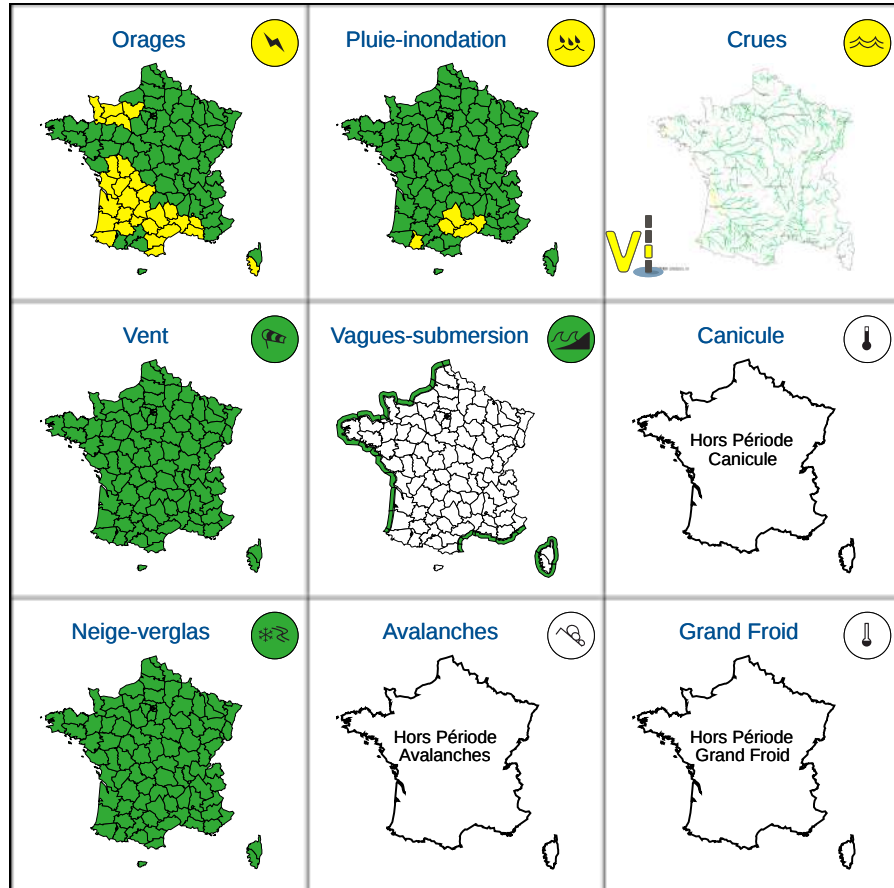 Orages
Pluie-inondation
Crues
Vi
Vent
Vagues-submersion
Canicule
Hors Période
Canicule
Neige-verglas
Avalanches
Grand Froid
Hors Période
Avalanches
Hors Période
Grand Froid